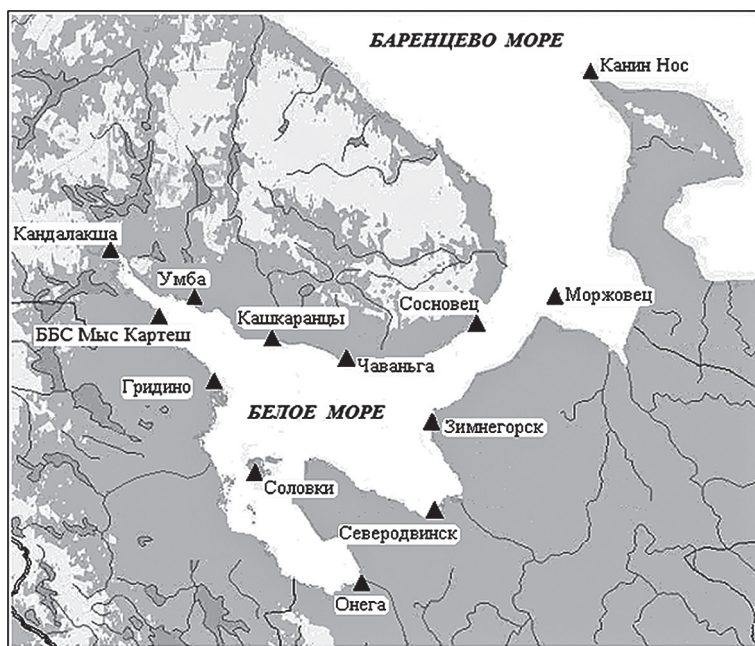 БАРЕНЦЕВО МОРЕ
Канин Нос
Кандалакша
Умба
Моржовец
Сосновец
Кашкаранцы
ББС Мыс Картеш
Чаваньга
Гридино
БЕЛОЕ МОРЕ
Зимнегорск
Соловки
Северодвинск
Онега